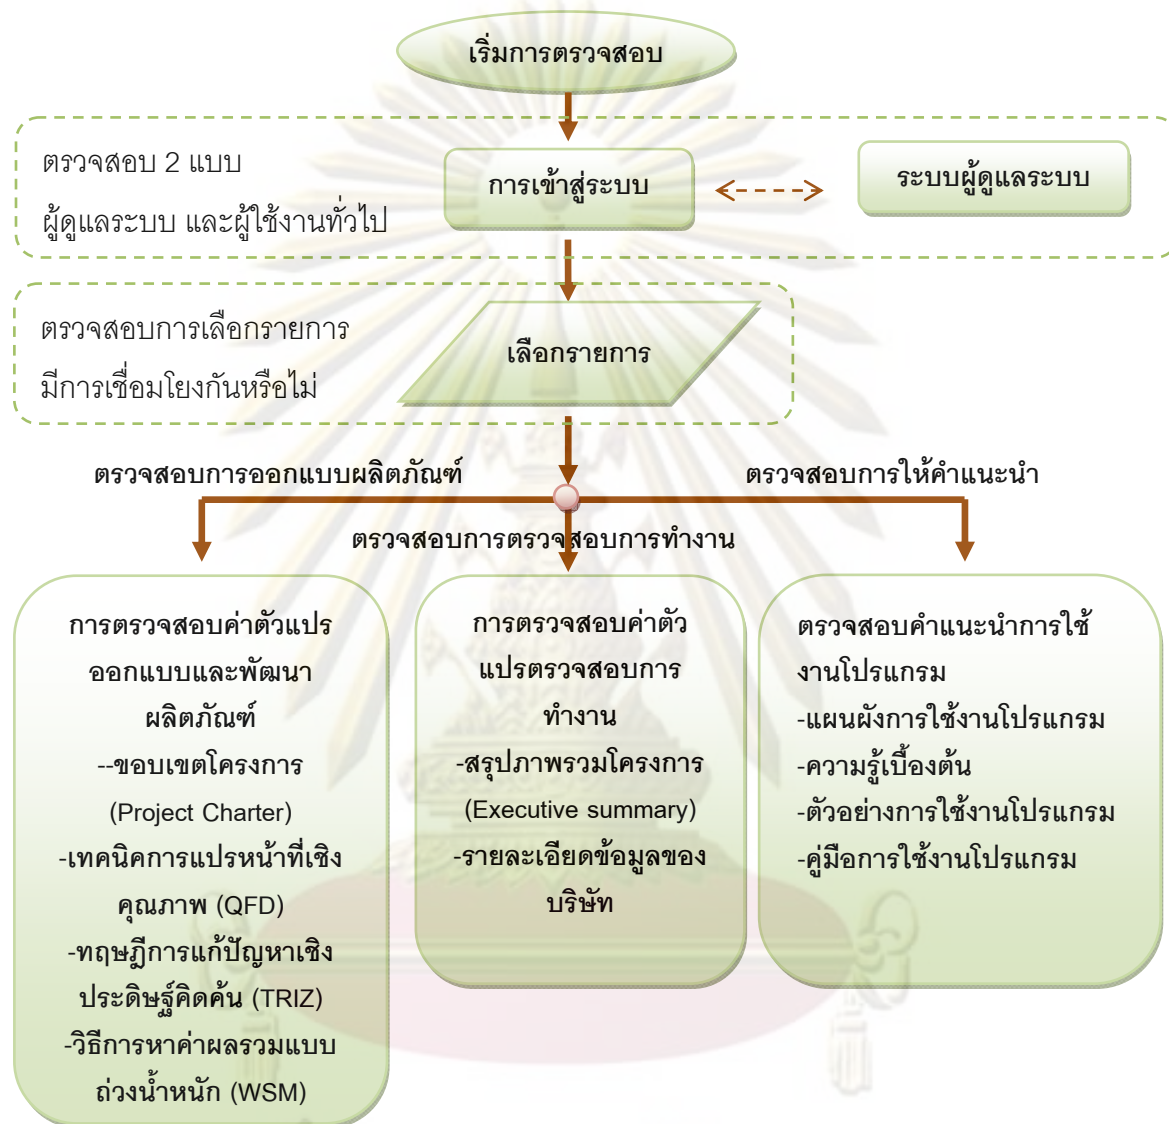 เริ่มการตรวจสอบ
ตรวจสอบ 2 แบบ
ผู้ดูแลระบบ และผู้ใช้งานทั่วไป
การเข้าสู่ระบบ
ระบบผู้ดูแลระบบ
ตรวจสอบการเลือกรายการ
มีการเชื่อมโยงกันหรือไม่
เลือกรายการ
ตรวจสอบการออกแบบผลิตภัณฑ์
ตรวจสอบการให้คำแนะนำ
ตรวจสอบการตรวจสอบการทำงาน
การตรวจสอบค่าตัวแปร
ออกแบบและพัฒนา
ผลิตภัณฑ์
--ขอบเขตโครงการ
(Project Charter)
-เทคนิคการแปรหน้าที่เชิง
คุณภาพ (QFD)
-ทฤษฎีการแก้ปัญหาเชิง
ประดิษฐ์คิดค้น (TRIZ)
-วิธีการหาค่าผลรวมแบบ
ถ่วงน้ำหนัก (WSM)
การตรวจสอบค่าตัว
แปรตรวจสอบการ
ทำงาน
-สรุปภาพรวมโครงการ
(Executive summary)
-รายละเอียดข้อมูลของ
บริษัท
ตรวจสอบคำแนะนำการใช้
งานโปรแกรม
-แผนผังการใช้งานโปรแกรม
-ความรู้เบื้องต้น
-ตัวอย่างการใช้งานโปรแกรม
-คู่มือการใช้งานโปรแกรม